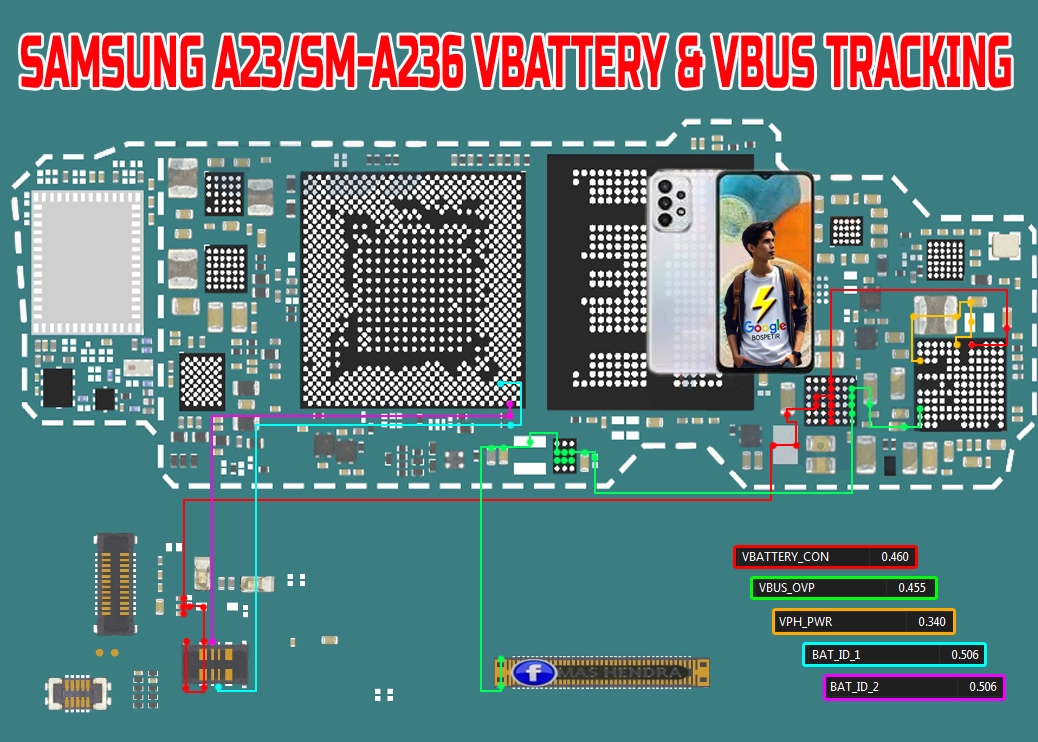 SAMSUNG A23/SM-A236 VBATTERY & VBUS TRACKING
Google
BOSPETIR
VBATTERY_CON 0.460
VBUS_OVP 0.455
VPH_PWR 0.340
BAT_ID_1 0.506
BAT_ID_2 0.506
f MAS HENDRA